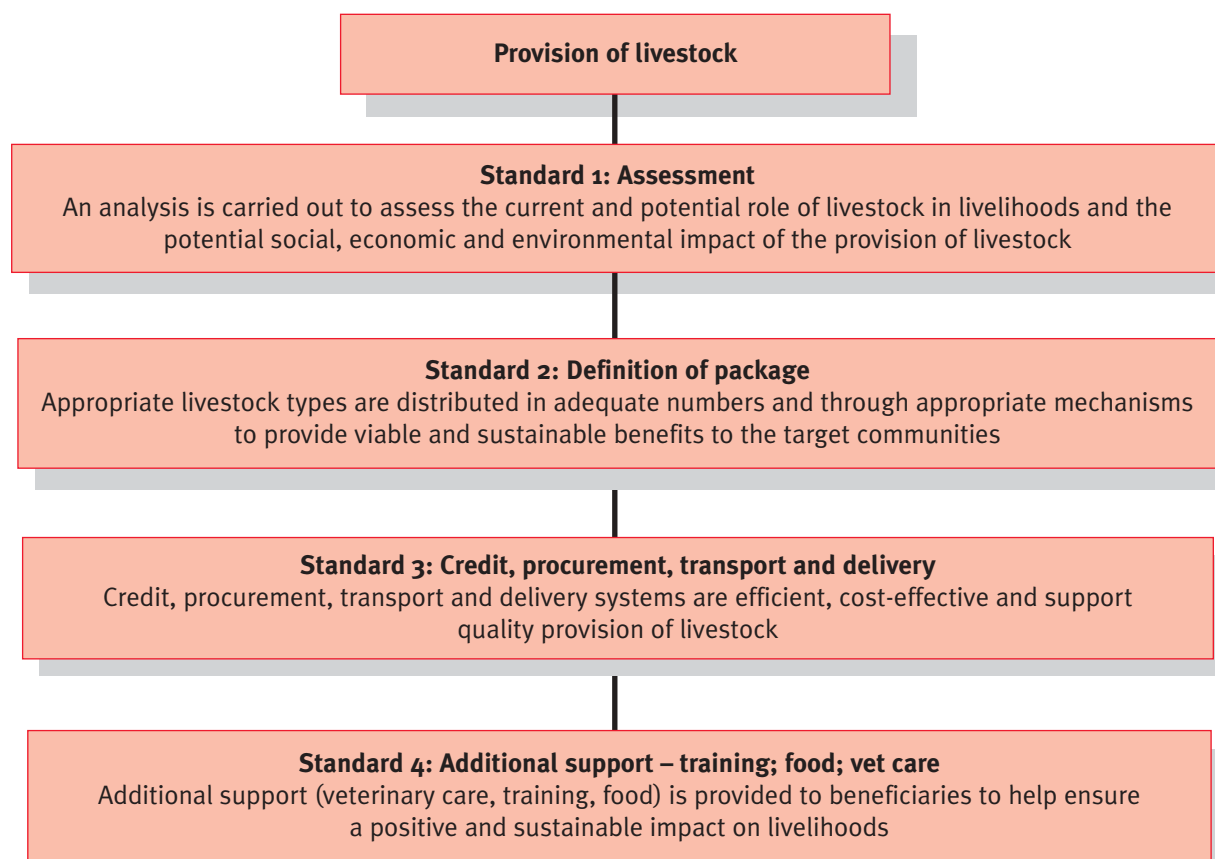 Provision of livestock
Standard 1: Assessment
An analysis is carried out to assess the current and potential role of livestock in livelihoods and the
potential social, economic and environmental impact of the provision of livestock
Standard 2: Definition of package
Appropriate livestock types are distributed in adequate numbers and through appropriate mechanisms
to provide viable and sustainable benefits to the target communities
Standard 3: Credit, procurement, transport and delivery
Credit, procurement, transport and delivery systems are efficient, cost-effective and support
quality provision of livestock
Standard 4: Additional support – training; food; vet care
Additional support (veterinary care, training, food) is provided to beneficiaries to help ensure
a positive and sustainable impact on livelihoods